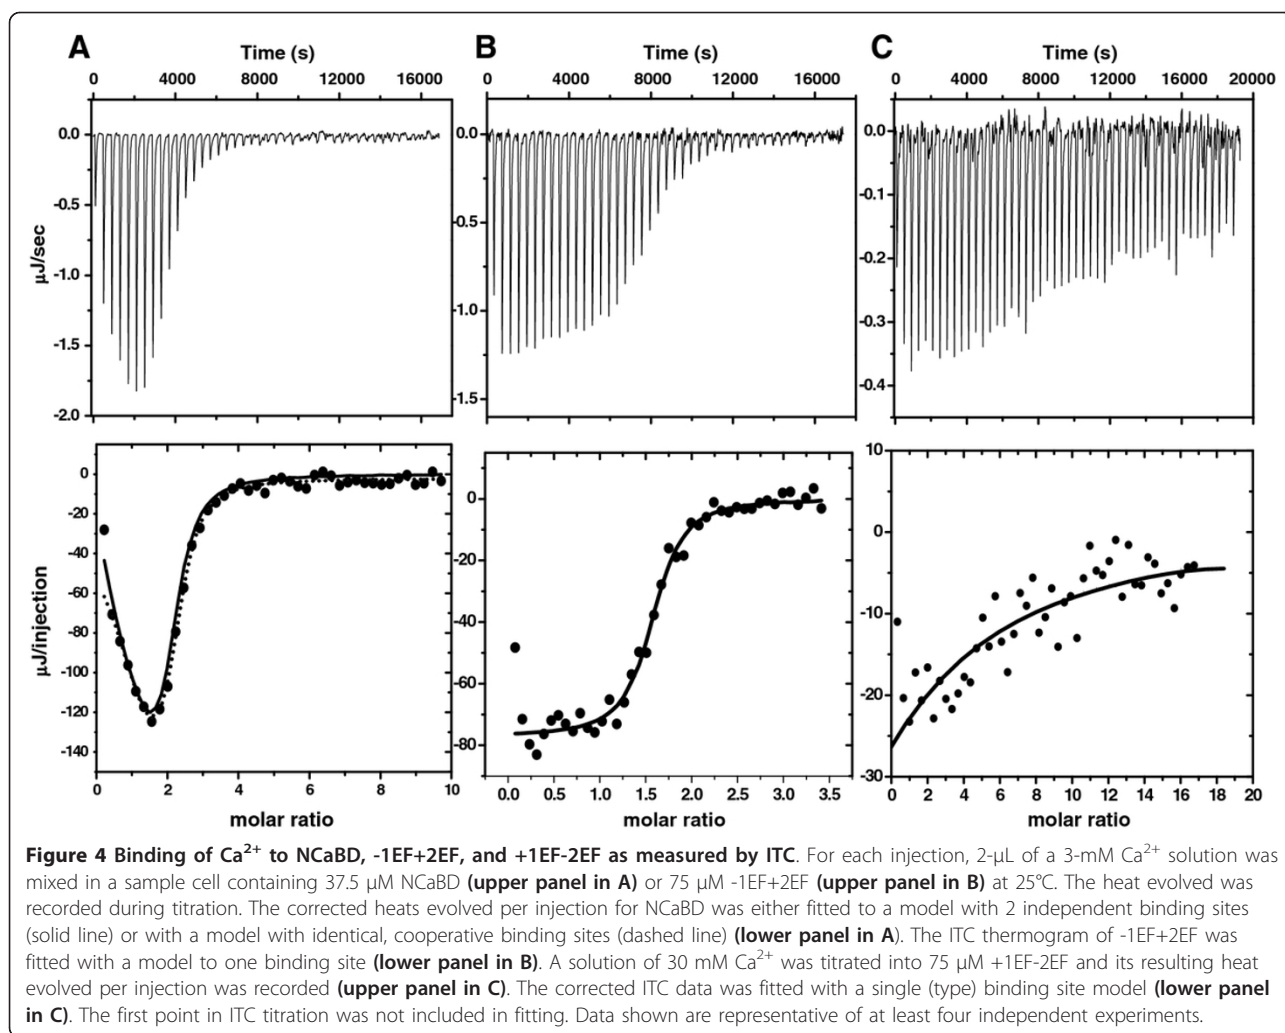 A
Time (s)
0 4000 8000 12000 16000
0.0
-0.5
-1.0
-1.5
-2.0
µJ/sec
B
Time (s)
0 4000 8000 12000 16000
0.0
-0.5
-1.0
-1.5
C
Time (s)
0 4000 8000 12000 16000 20000
0.0
-0.1
-0.2
-0.3
-0.4
0
-20
-40
-60
-80
-100
-120
-140
µJ/injection
0 2 4 6 8 10
molar ratio
0
-20
-40
-60
-80
0.0 0.5 1.0 1.5 2.0 2.5 3.0 3.5
molar ratio
10
0
-10
-20
-30
0 2 4 6 8 10 12 14 16 18 20
molar ratio
Figure 4 Binding of Ca²⁺ to NCaBD, -1EF+2EF, and +1EF-2EF as measured by ITC. For each injection, 2-µL of a 3-mM Ca²⁺ solution was
mixed in a sample cell containing 37.5 µM NCaBD (upper panel in A) or 75 µM -1EF+2EF (upper panel in B) at 25°C. The heat evolved was
recorded during titration. The corrected heats evolved per injection for NCaBD was either fitted to a model with 2 independent binding sites
(solid line) or with a model with identical, cooperative binding sites (dashed line) (lower panel in A). The ITC thermogram of -1EF+2EF was
fitted with a model to one binding site (lower panel in B). A solution of 30 mM Ca²⁺ was titrated into 75 µM +1EF-2EF and its resulting heat
evolved per injection was recorded (upper panel in C). The corrected ITC data was fitted with a single (type) binding site model (lower panel
in C). The first point in ITC titration was not included in fitting. Data shown are representative of at least four independent experiments.